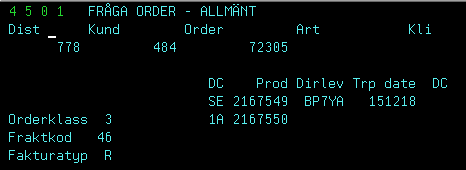 4 5 0 1 FRÅGA ORDER - ALLMÄNT
Dist Kund Order Art Kli
778 484 72305
DC Prod Dirlev Trp date DC
SE 2167549 BP7YA 151218
Orderklass 3 1A 2167550
Fraktkod 46
Fakturatyp R